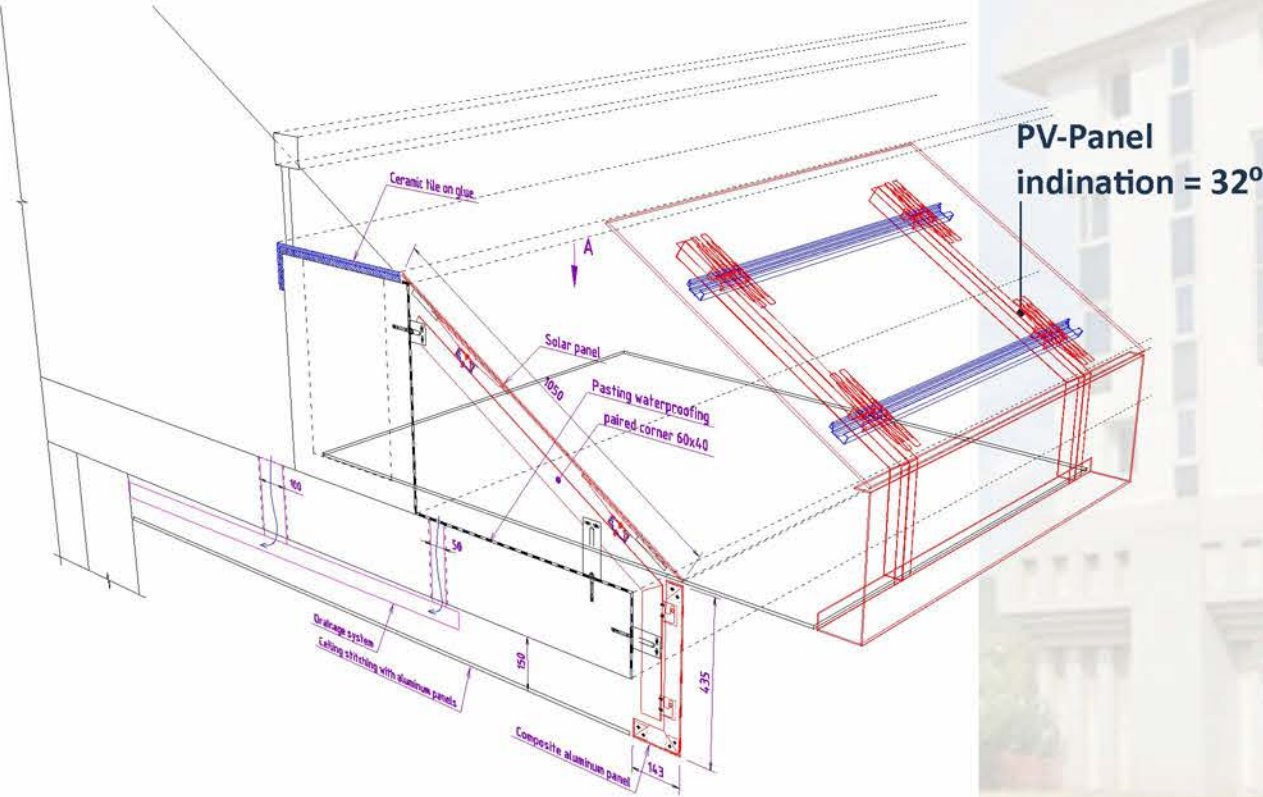 PV-Panel
indination = 32⁰
Ceramic tile on glue
A
Solar panel
1050
Pasting waterproofing
paired corner 60x40
100
50
Drainage system
Ceiling stitching with aluminum panels
150
435
Composite aluminum panel
143